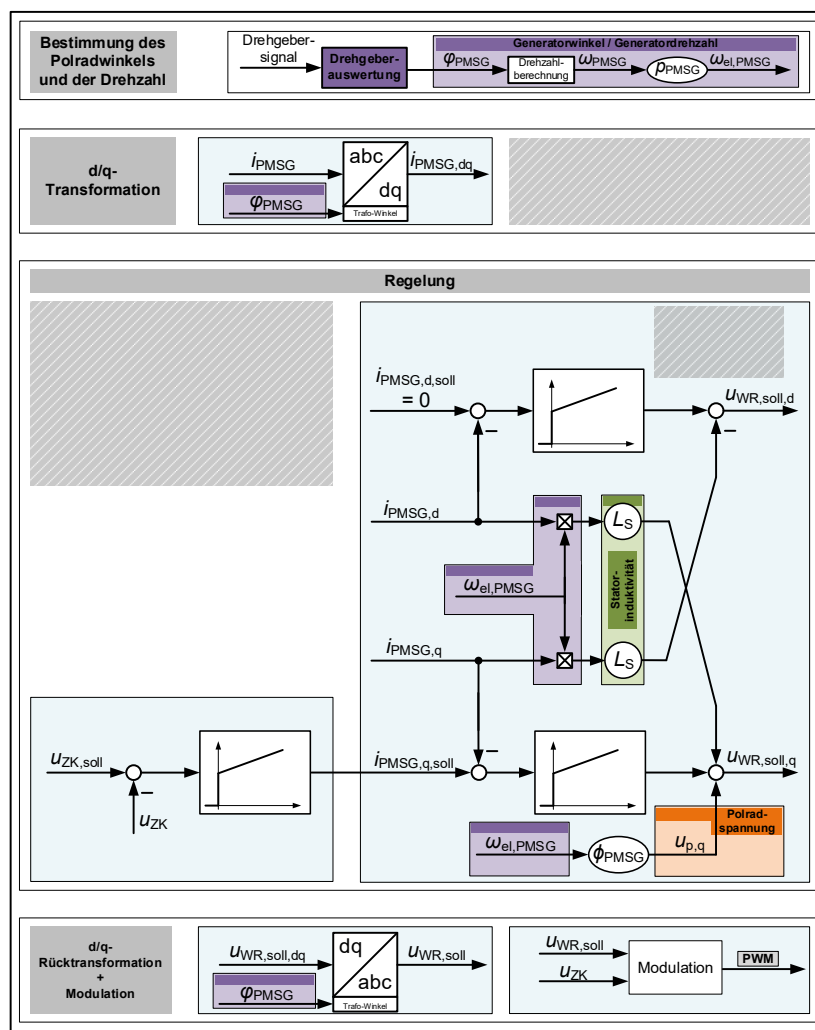 Bestimmung des
Polradwinkels
und der Drehzahl
Drehgeber-
signal
Drehgeber-
auswertung
Generatorwinkel / Generatordrehzahl
φPMSG
Drehzahl-
berechnung
ωPMSG
pPMSG
ωel,PMSG
d/q-
Transformation
iPMSG
φPMSG
abc
dq
Trafo-Winkel
iPMSG,dq
Regelung
iPMSG,d,soll
= 0
−
uWR,soll,d
−
iPMSG,d
LS
ωel,PMSG
Stator-
induktivität
iPMSG,q
LS
uZK,soll
−
uZK
iPMSG,q,soll
−
uWR,soll,q
Polrad-
spannung
ωel,PMSG
ϕPMSG
up,q
d/q-
Rücktransformation
+
Modulation
uWR,soll,dq
φPMSG
dq
abc
Trafo-Winkel
uWR,soll
uWR,soll
uZK
Modulation
PWM